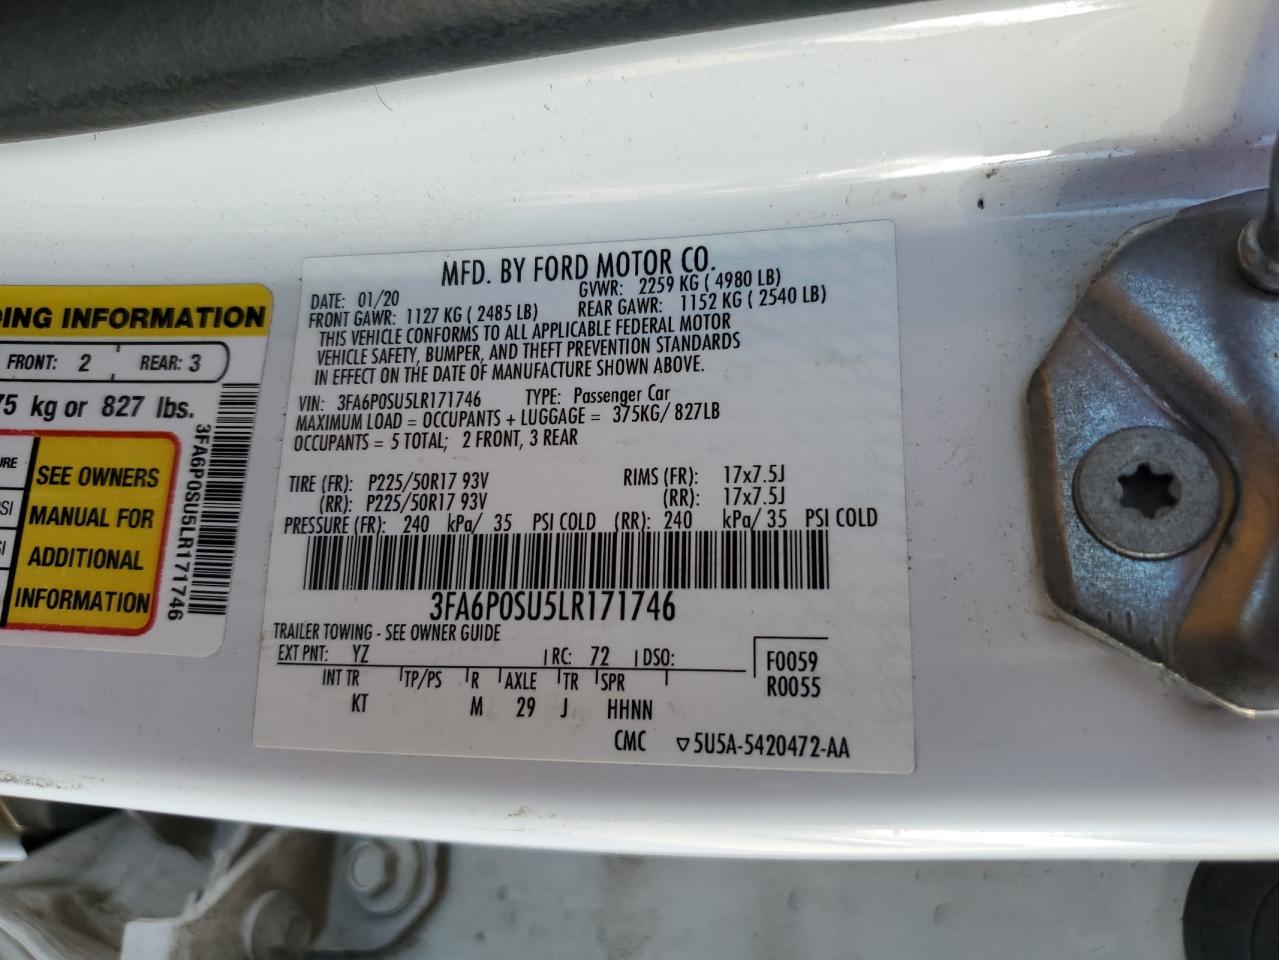 DING INFORMATION
FRONT: 2 REAR: 3
75 kg or 827 lbs.
SEE OWNERS
MANUAL FOR
ADDITIONAL
INFORMATION
3FA6P0SU5LR171746
MFD. BY FORD MOTOR CO.
DATE: 01/20 GVWR: 2259 KG ( 4980 LB)
FRONT GAWR: 1127 KG ( 2485 LB) REAR GAWR: 1152 KG ( 2540 LB)
THIS VEHICLE CONFORMS TO ALL APPLICABLE FEDERAL MOTOR
VEHICLE SAFETY, BUMPER, AND THEFT PREVENTION STANDARDS
IN EFFECT ON THE DATE OF MANUFACTURE SHOWN ABOVE.
VIN: 3FA6P0SU5LR171746 TYPE: Passenger Car
MAXIMUM LOAD = OCCUPANTS + LUGGAGE = 375KG/ 827LB
OCCUPANTS = 5 TOTAL; 2 FRONT, 3 REAR
TIRE (FR): P225/50R17 93V RIMS (FR): 17x7.5J
(RR): P225/50R17 93V (RR): 17x7.5J
PRESSURE (FR): 240 kPa/ 35 PSI COLD (RR): 240 kPa/ 35 PSI COLD
3FA6P0SU5LR171746
TRAILER TOWING - SEE OWNER GUIDE
EXT PNT: YZ RC: 72 DSO: F0059
INT TR TP/PS R AXLE TR SPR R0055
KT M 29 J HHNN
CMC ▽5U5A-5420472-AA